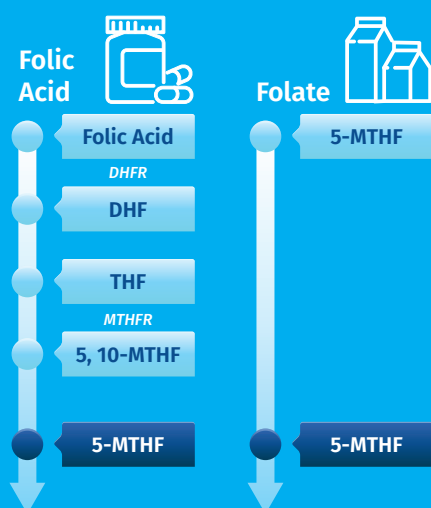 Folic
Acid
Folic Acid
DHFR
DHF
THF
MTHFR
5, 10-MTHF
5-MTHF
Folate
5-MTHF
5-MTHF